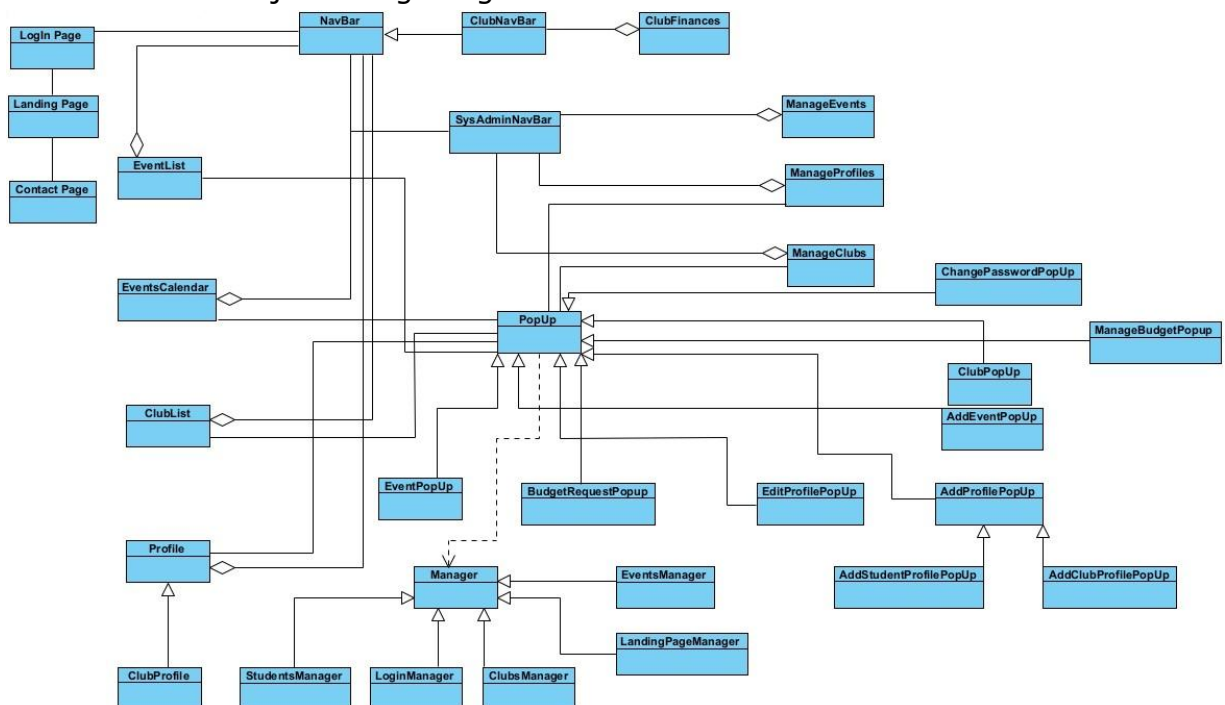 NavBar
ClubNavBar
ClubFinances
LogIn Page
Landing Page
ManageEvents
SysAdminNavBar
EventList
ManageProfiles
Contact Page
ManageClubs
ChangePasswordPopUp
EventsCalendar
PopUp
ManageBudgetPopup
ClubPopUp
ClubList
AddEventPopUp
EventPopUp
BudgetRequestPopup
EditProfilePopUp
AddProfilePopUp
Profile
Manager
EventsManager
AddStudentProfilePopUp
AddClubProfilePopUp
LandingPageManager
ClubProfile
StudentsManager
LoginManager
ClubsManager